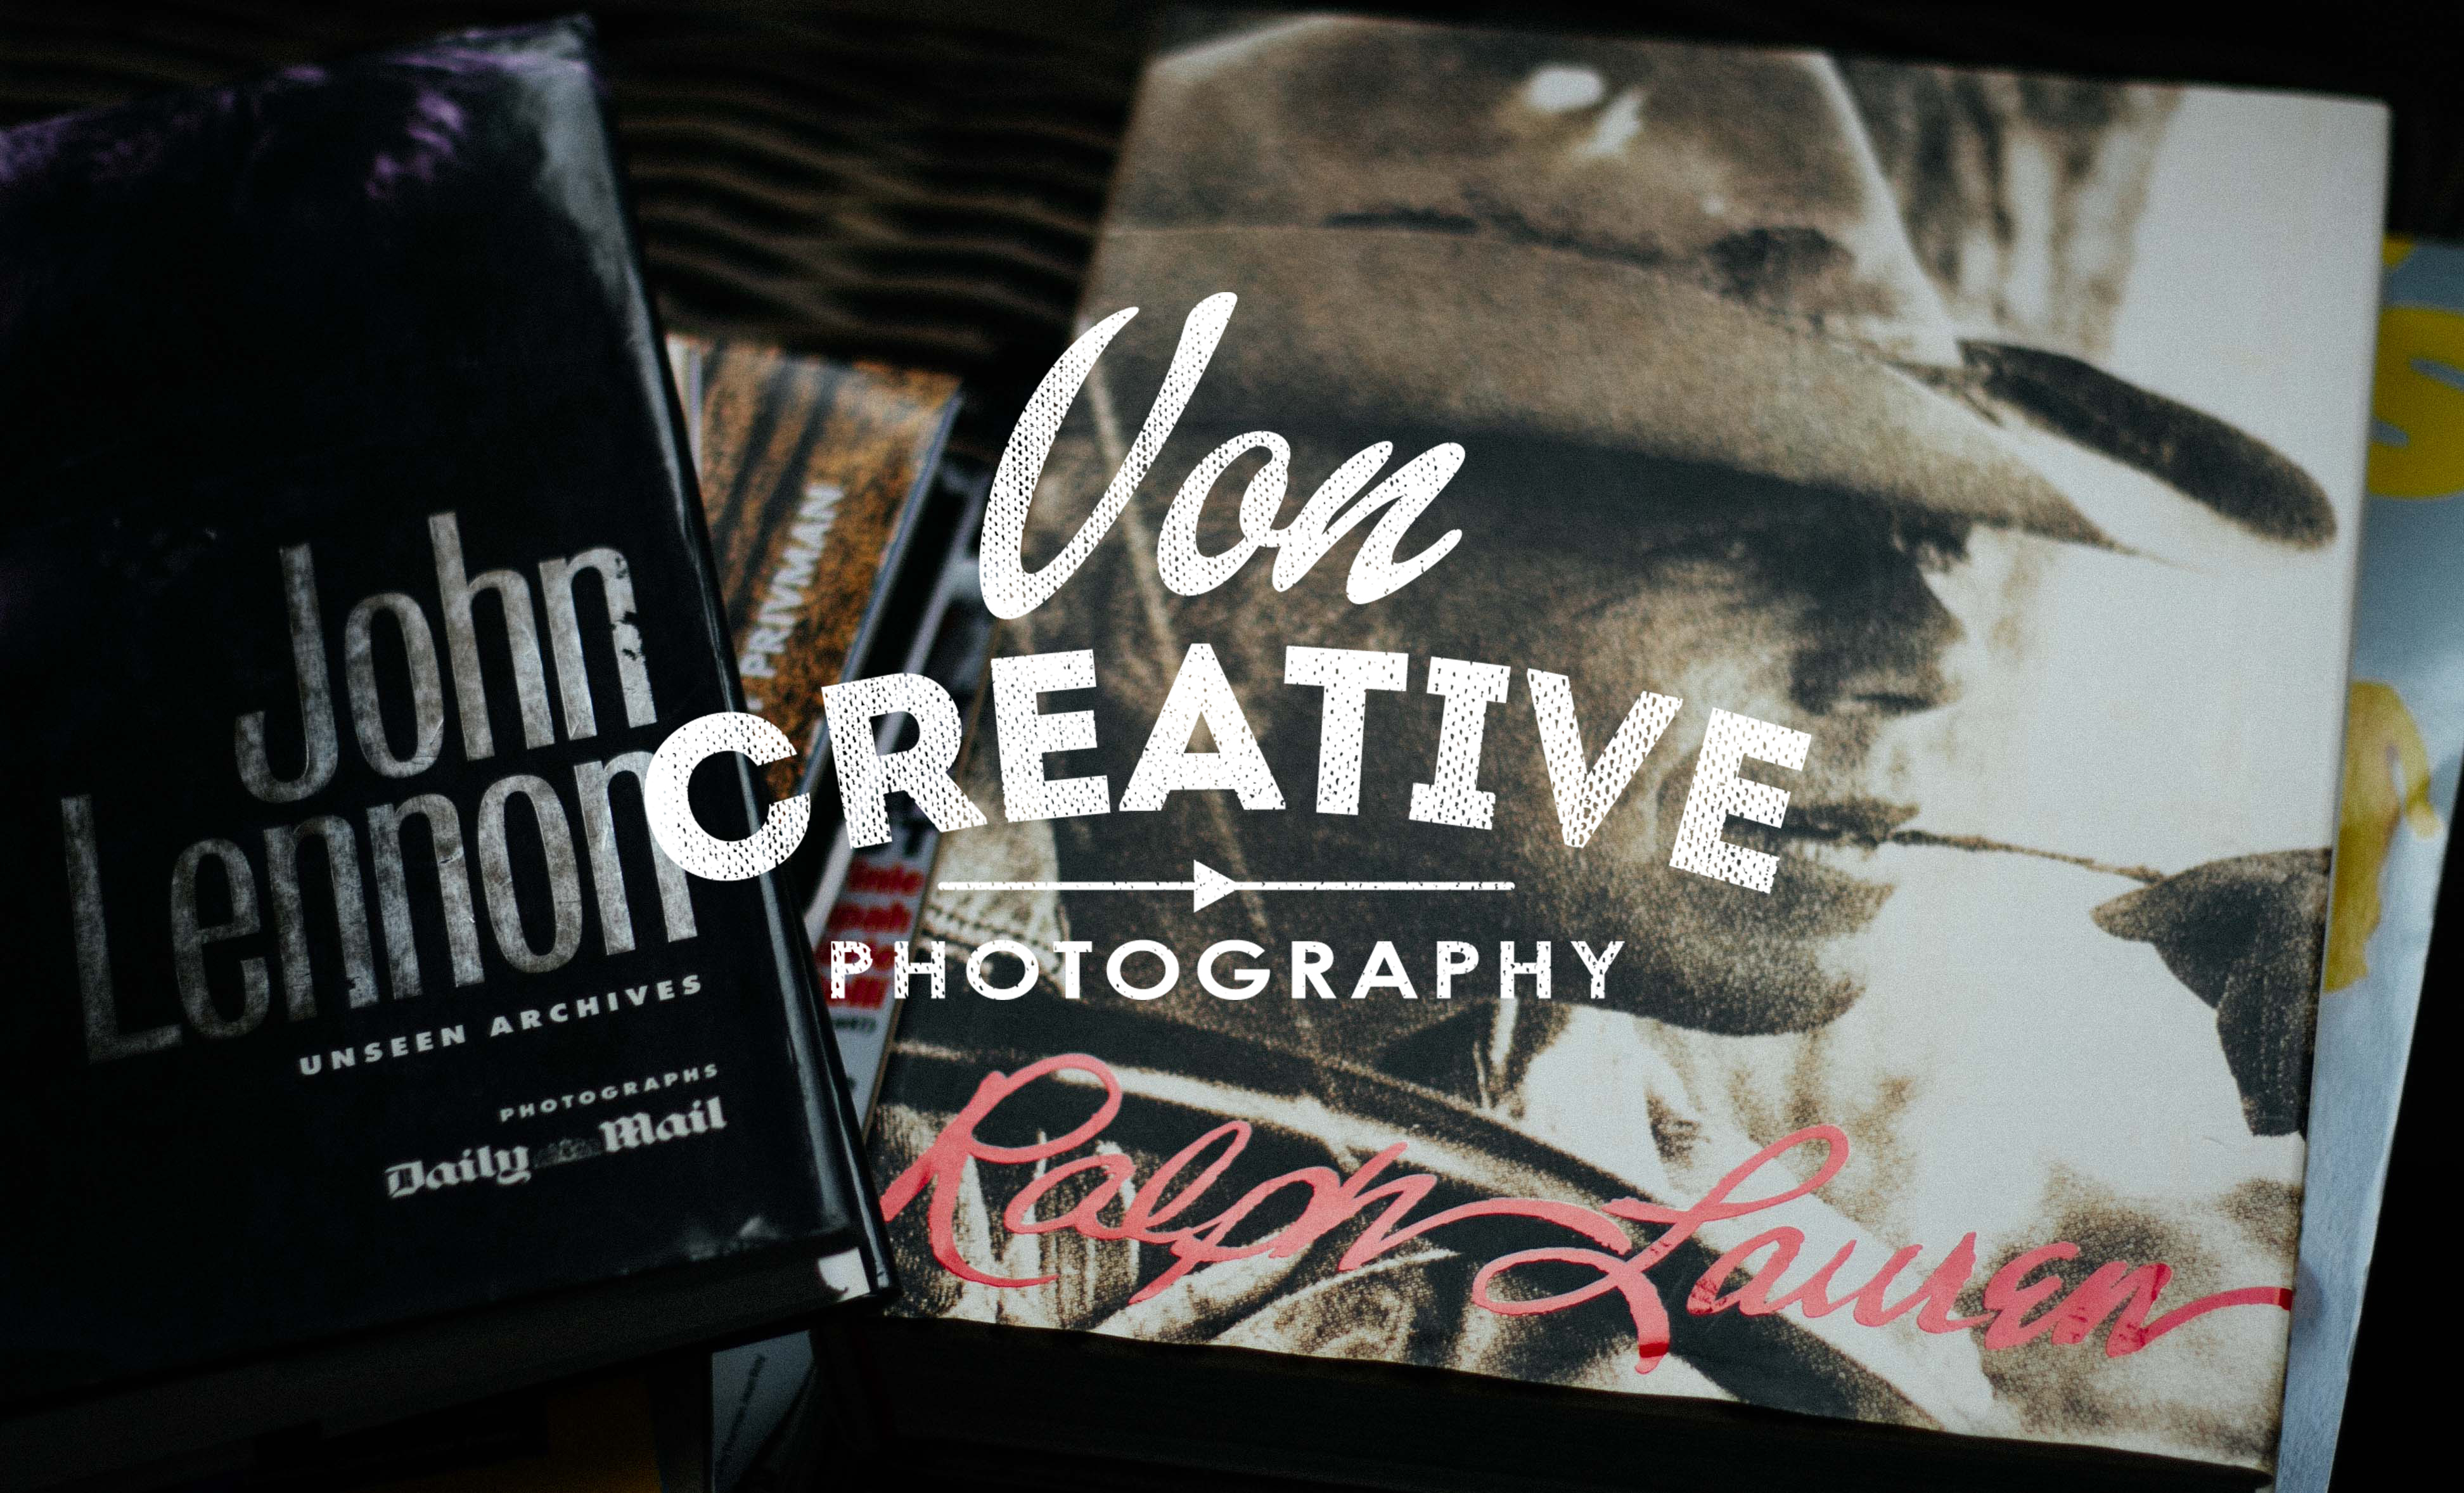 Von
CREATIVE
PHOTOGRAPHY
John
Lennon
UNSEEN ARCHIVES
PHOTOGRAPHS
Daily Mail
PRIVMAN
Ralph Lauren